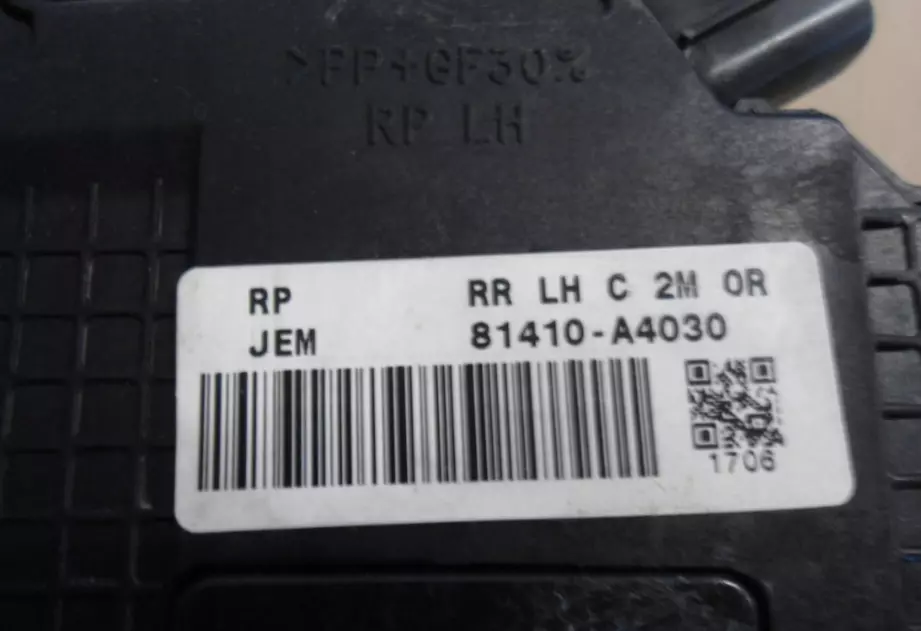 >PP+GF30%
RP LH
RP RR LH C 2M OR
JEM 81410-A4030
1706